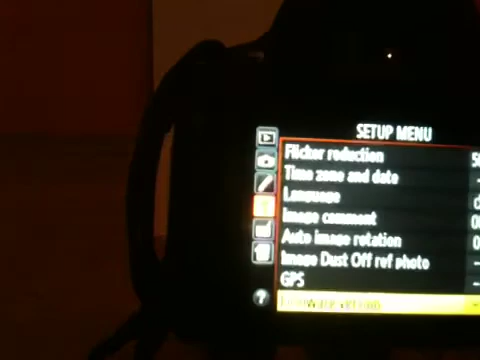 SETUP MENU
Flicker reduction
Time zone and date --
Language
Image comment
Auto image rotation
Image Dust Off ref photo --
GPS --
Firmware version --
?